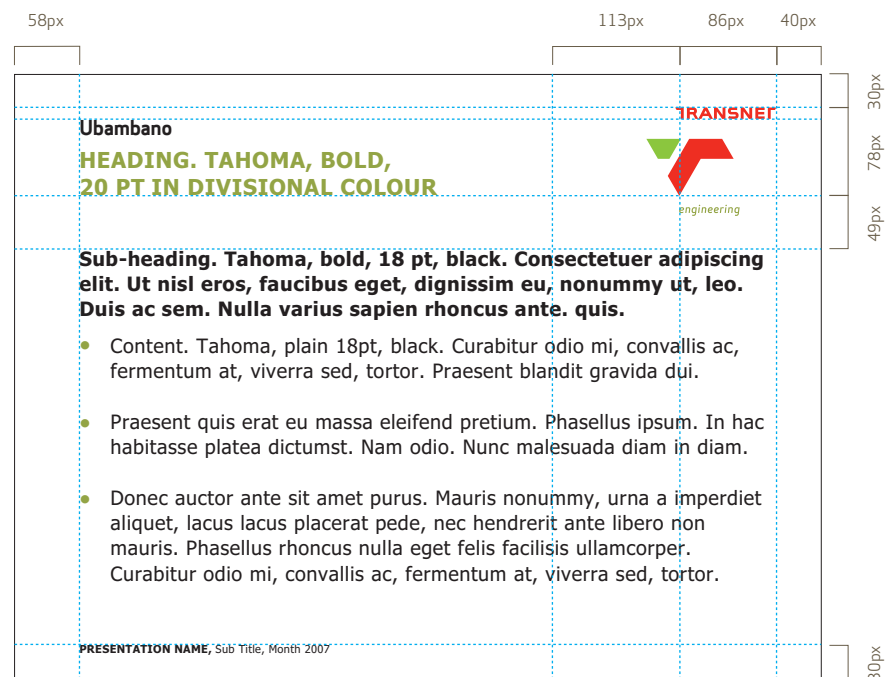 58px
113px
86px
40px
30px
78px
49px
Ubambano
TRANSNET
HEADING. TAHOMA, BOLD,
20 PT IN DIVISIONAL COLOUR
engineering
Sub-heading. Tahoma, bold, 18 pt, black. Consectetuer adipiscing
elit. Ut nisl eros, faucibus eget, dignissim eu, nonummy ut, leo.
Duis ac sem. Nulla varius sapien rhoncus ante. quis.
• Content. Tahoma, plain 18pt, black. Curabitur odio mi, convallis ac,
fermentum at, viverra sed, tortor. Praesent blandit gravida dui.
• Praesent quis erat eu massa eleifend pretium. Phasellus ipsum. In hac
habitasse platea dictumst. Nam odio. Nunc malesuada diam in diam.
• Donec auctor ante sit amet purus. Mauris nonummy, urna a imperdiet
aliquet, lacus lacus placerat pede, nec hendrerit ante libero non
mauris. Phasellus rhoncus nulla eget felis facilisis ullamcorper.
Curabitur odio mi, convallis ac, fermentum at, viverra sed, tortor.
PRESENTATION NAME, Sub Title, Month 2007